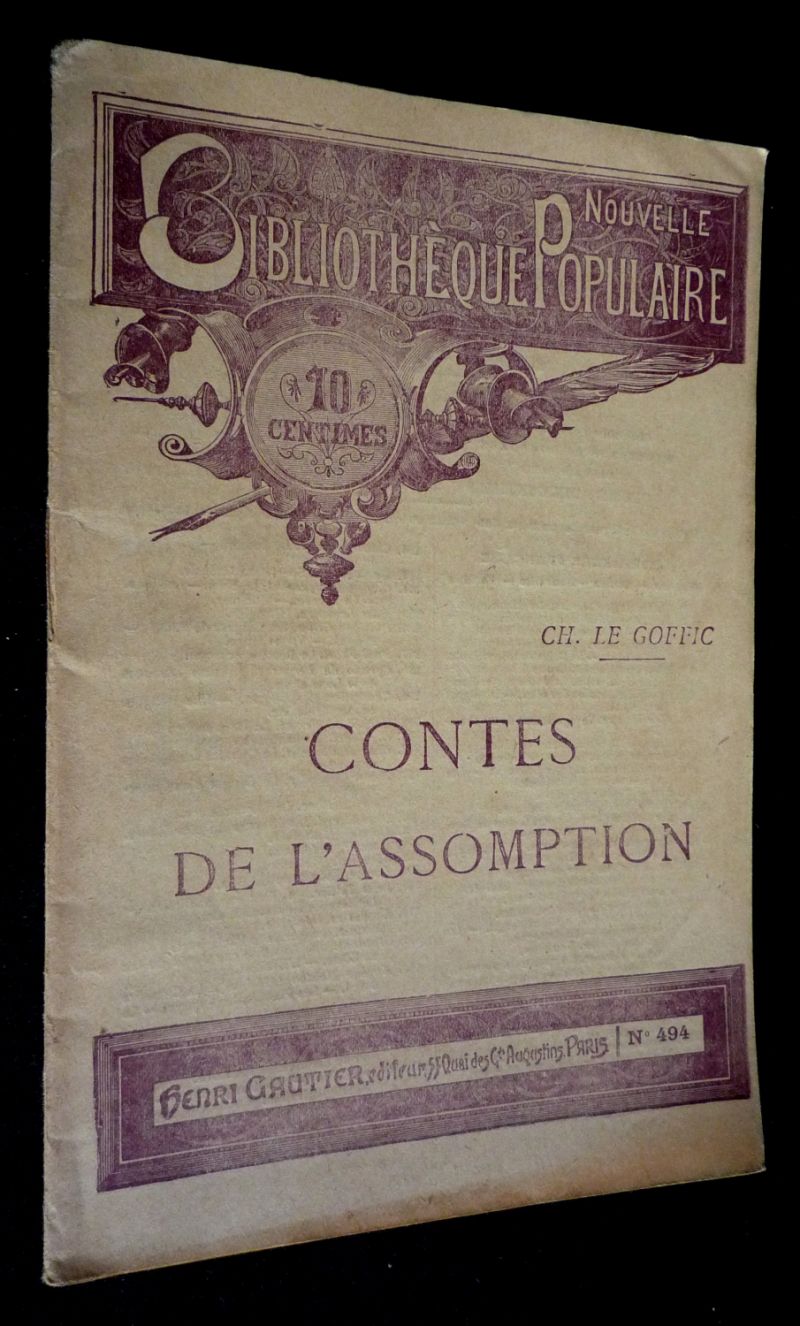 NOUVELLE
BIBLIOTHÈQUE POPULAIRE
10
CENTIMES
CH. LE GOFFIC
CONTES
DE L'ASSOMPTION
HENRI GAUTIER, editeur, 55 Quai des Gds Augustins, PARIS | N° 494